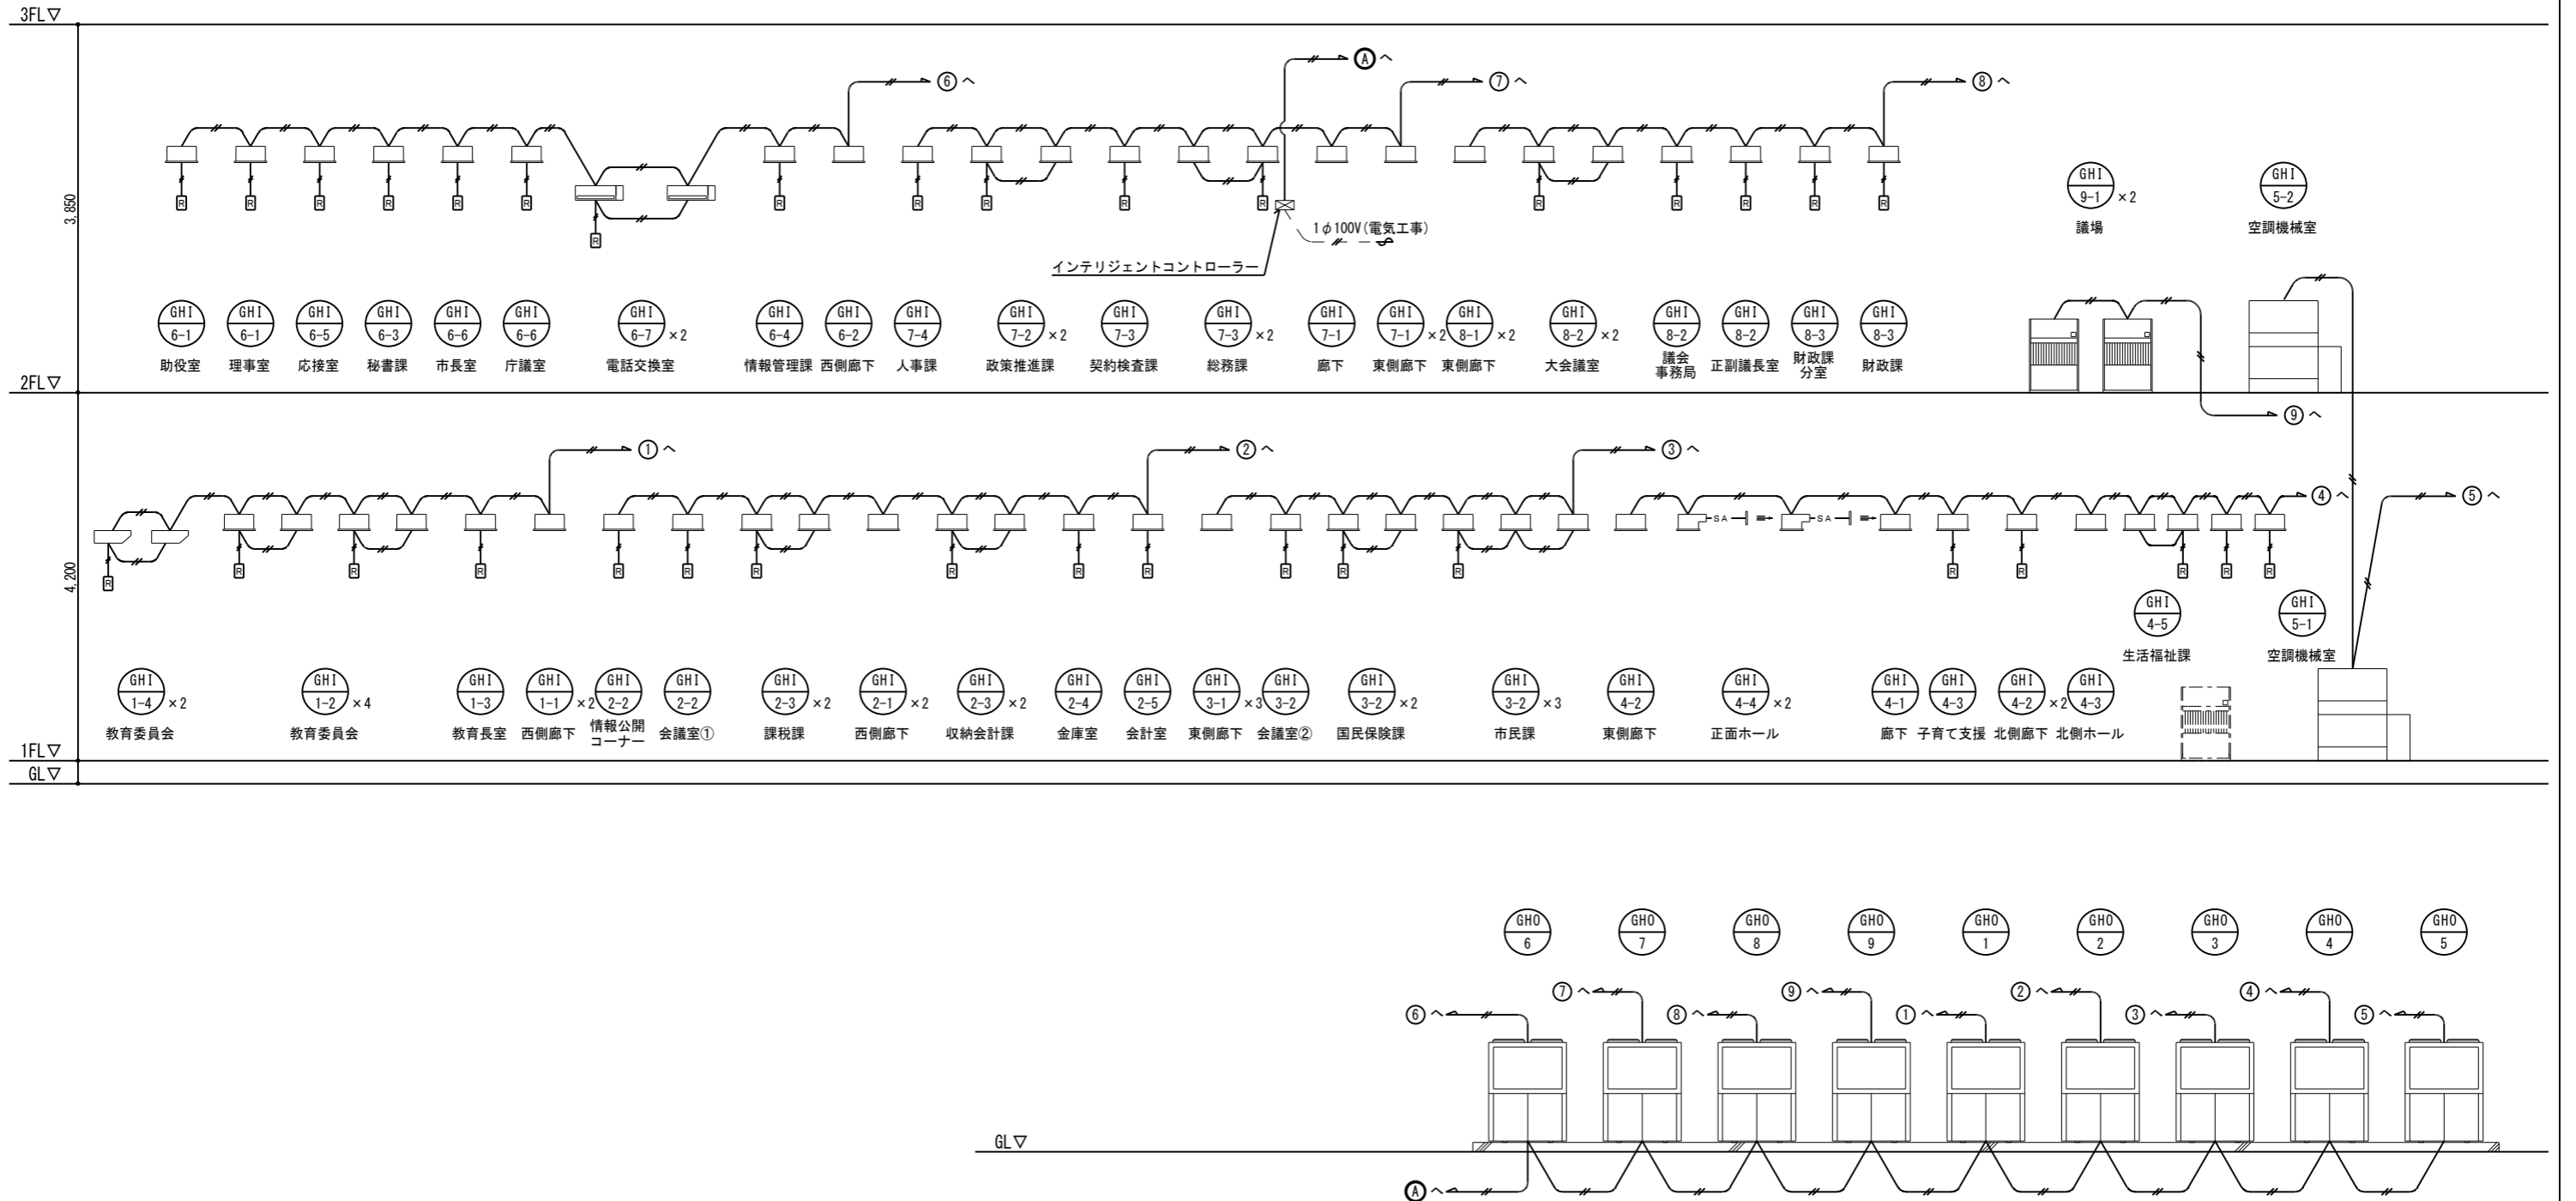 3FL▽
Ⓐ へ
⑥ へ
⑦ へ
⑧ へ
R R R R R R R R R R R R R R R R R
R
3,850
1φ100V(電気工事)
インテリジェントコントローラー
GHI 9-1 ×2
議場
GHI 5-2
空調機械室
GHI 6-1
助役室
GHI 6-1
理事室
GHI 6-5
応接室
GHI 6-3
秘書課
GHI 6-6
市長室
GHI 6-6
庁議室
GHI 6-7 ×2
電話交換室
GHI 6-4
情報管理課
GHI 6-2
西側廊下
GHI 7-4
人事課
GHI 7-2 ×2
政策推進課
GHI 7-3
契約検査課
GHI 7-3 ×2
総務課
GHI 7-1
廊下
GHI 7-1 ×2
東側廊下
GHI 8-1 ×2
東側廊下
GHI 8-2 ×2
大会議室
GHI 8-2
議会
事務局
GHI 8-2
正副議長室
GHI 8-3
財政課
分室
GHI 8-3
財政課
2FL▽
⑨ へ
① へ
② へ
③ へ
④ へ
⑤ へ
SA SA
R R R R R R R R R R R R R R R R R R
4,200
GHI 4-5
生活福祉課
GHI 5-1
空調機械室
GHI 1-4 ×2
教育委員会
GHI 1-2 ×4
教育委員会
GHI 1-3
教育長室
GHI 1-1 ×2
西側廊下
GHI 2-2
情報公開
コーナー
GHI 2-2
会議室①
GHI 2-3 ×2
課税課
GHI 2-1 ×2
西側廊下
GHI 2-3 ×2
収納会計課
GHI 2-4
金庫室
GHI 2-5
会計室
GHI 3-1 ×3
東側廊下
GHI 3-2
会議室②
GHI 3-2 ×2
国民保険課
GHI 3-2 ×3
市民課
GHI 4-2
東側廊下
GHI 4-4 ×2
正面ホール
GHI 4-1
廊下
GHI 4-3
子育て支援
GHI 4-2 ×2
北側廊下
GHI 4-3
北側ホール
1FL▽
GL▽
GHO 6
GHO 7
GHO 8
GHO 9
GHO 1
GHO 2
GHO 3
GHO 4
GHO 5
⑥ へ
⑦ へ
⑧ へ
⑨ へ
① へ
② へ
③ へ
④ へ
⑤ へ
GL▽
Ⓐ へ